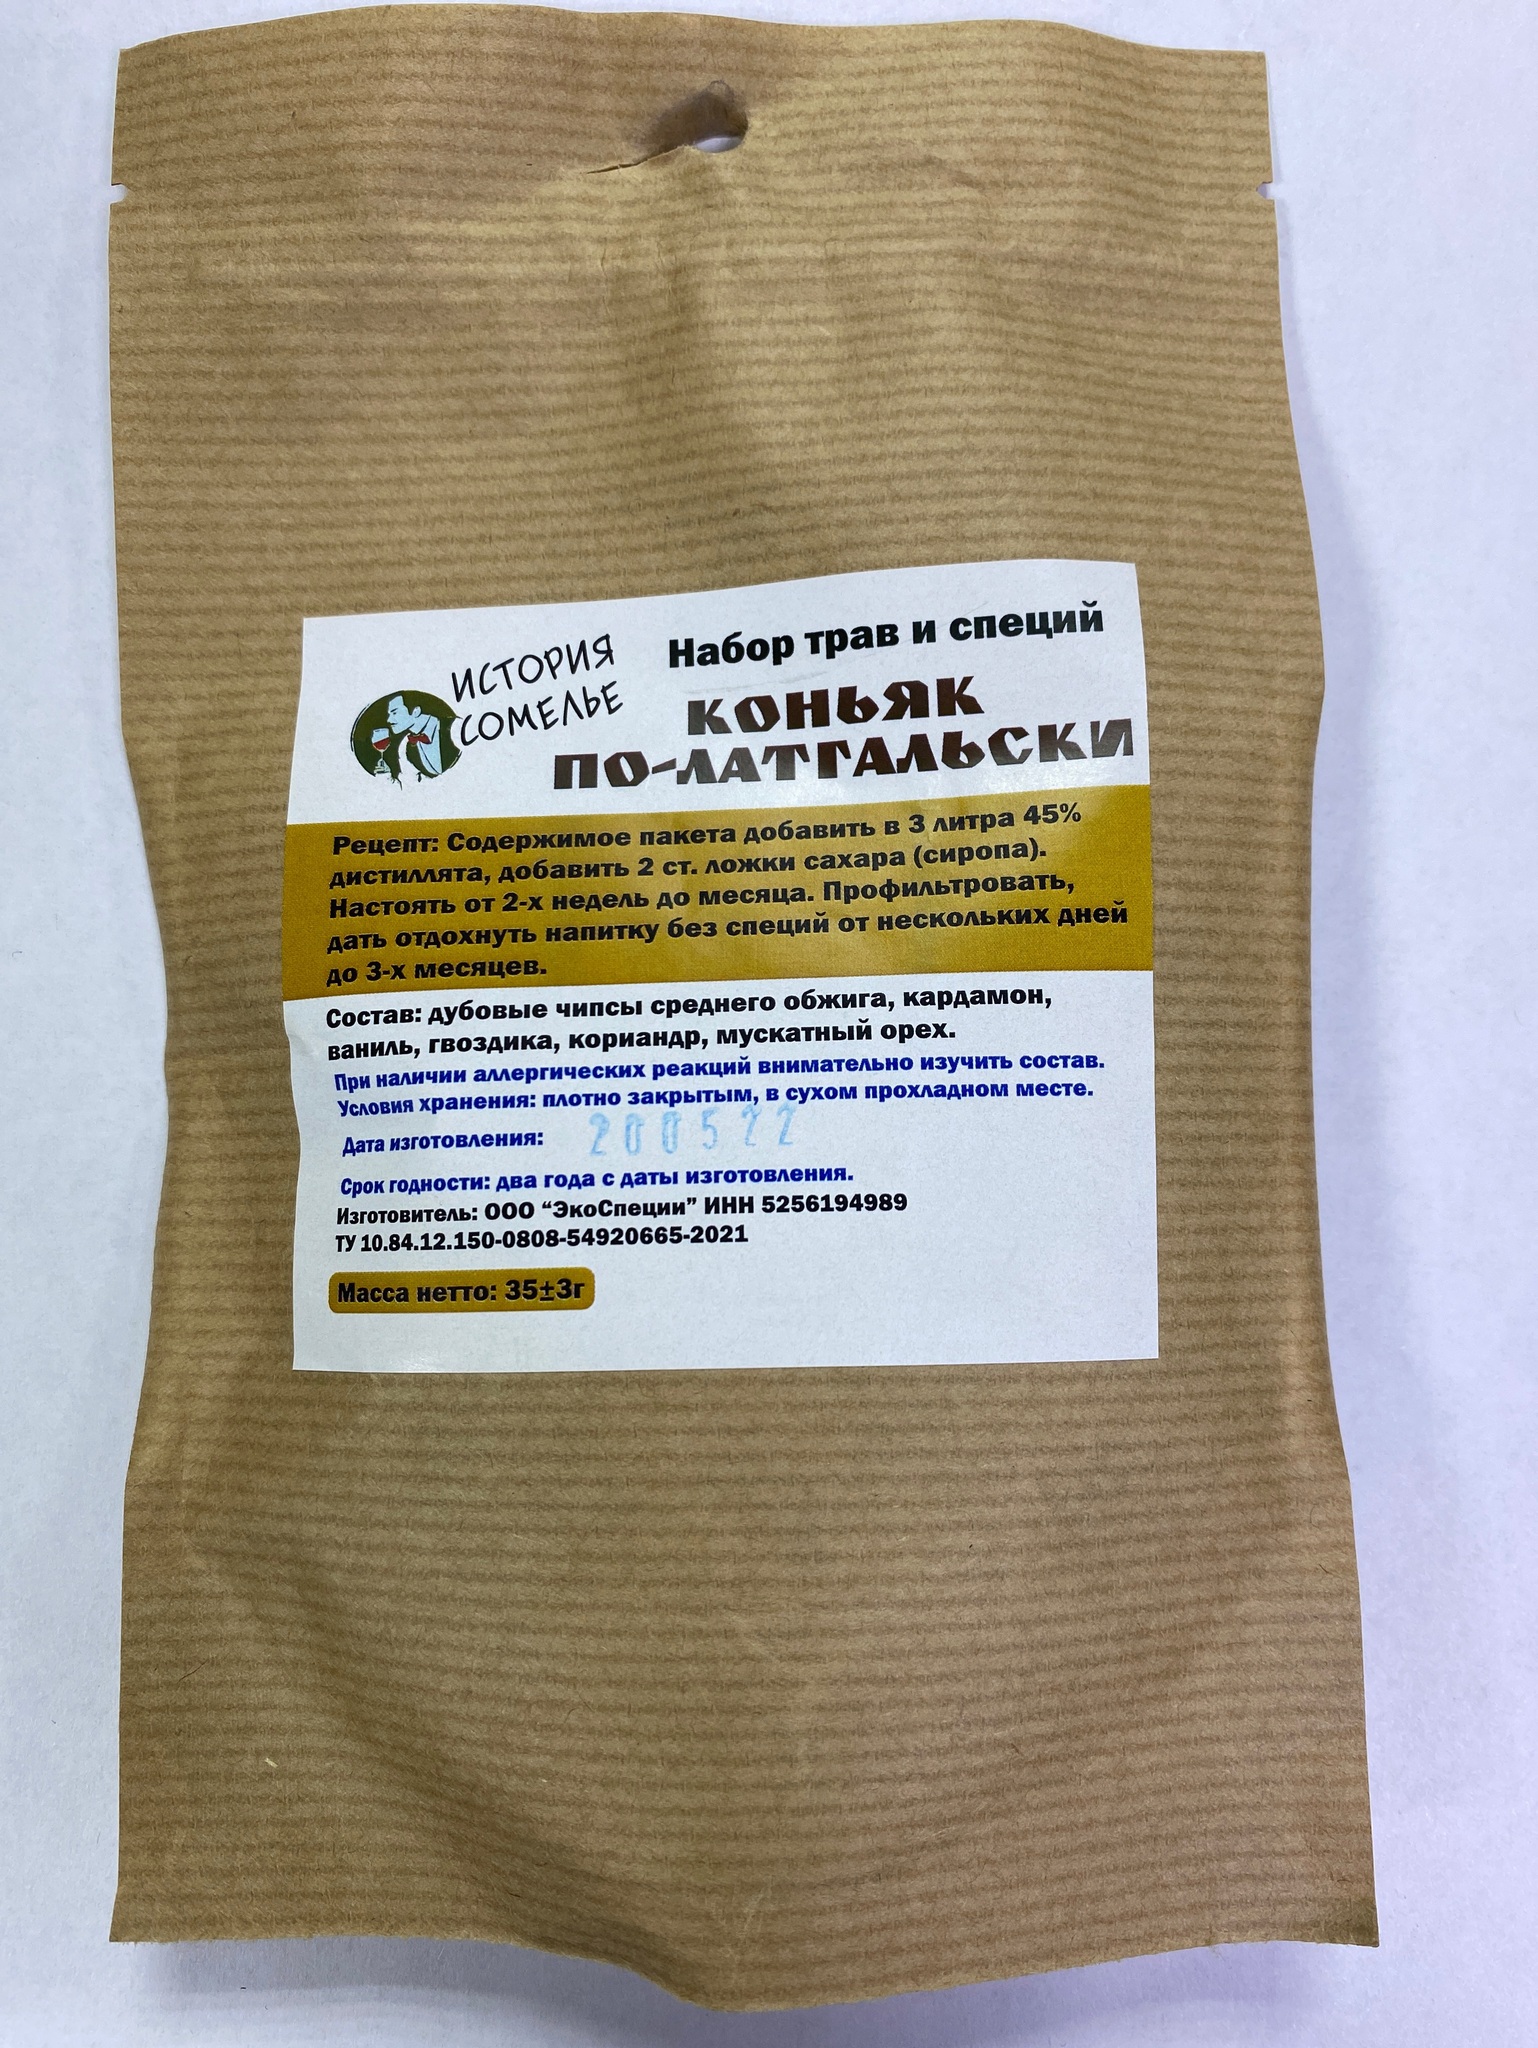 ИСТОРИЯ
СОМЕЛЬЕ
Набор трав и специй
КОНЬЯК
ПО-ЛАТГАЛЬСКИ
Рецепт: Содержимое пакета добавить в 3 литра 45%
дистиллята, добавить 2 ст. ложки сахара (сиропа).
Настоять от 2-х недель до месяца. Профильтровать,
дать отдохнуть напитку без специй от нескольких дней
до 3-х месяцев.
Состав: дубовые чипсы среднего обжига, кардамон,
ваниль, гвоздика, кориандр, мускатный орех.
При наличии аллергических реакций внимательно изучить состав.
Условия хранения: плотно закрытым, в сухом прохладном месте.
Дата изготовления: 200522
Срок годности: два года с даты изготовления.
Изготовитель: ООО “ЭкоСпеции” ИНН 5256194989
ТУ 10.84.12.150-0808-54920665-2021
Масса нетто: 35±3г